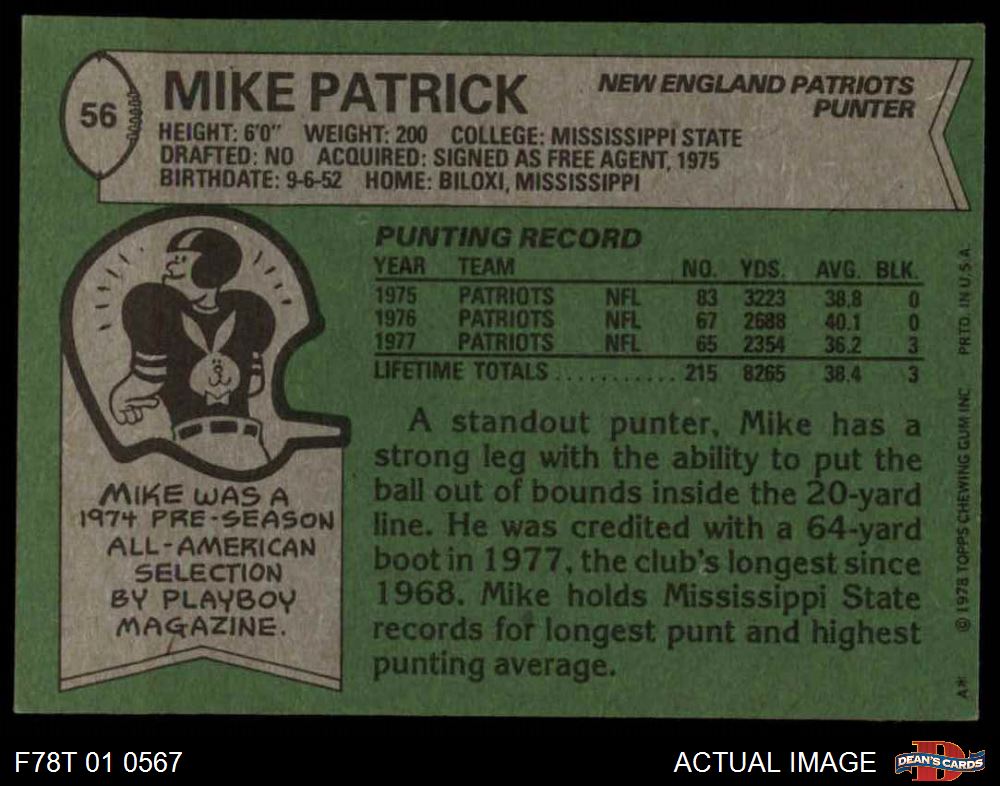 56
MIKE PATRICK
NEW ENGLAND PATRIOTS
PUNTER
HEIGHT: 6'0" WEIGHT: 200 COLLEGE: MISSISSIPPI STATE
DRAFTED: NO ACQUIRED: SIGNED AS FREE AGENT, 1975
BIRTHDATE: 9-6-52 HOME: BILOXI, MISSISSIPPI
PUNTING RECORD
YEAR TEAM NO. YDS. AVG. BLK.
1975 PATRIOTS NFL 83 3223 38.8 0
1976 PATRIOTS NFL 67 2688 40.1 0
1977 PATRIOTS NFL 65 2354 36.2 3
LIFETIME TOTALS ........... 215 8265 38.4 3
A standout punter, Mike has a
strong leg with the ability to put the
ball out of bounds inside the 20-yard
line. He was credited with a 64-yard
boot in 1977, the club's longest since
1968. Mike holds Mississippi State
records for longest punt and highest
punting average.
MIKE WAS A
1974 PRE-SEASON
ALL-AMERICAN
SELECTION
BY PLAYBOY
MAGAZINE.
© 1978 TOPPS CHEWING GUM INC. PRTD. IN U.S.A.
F78T 01 0567
ACTUAL IMAGE
D
DEAN'S CARDS